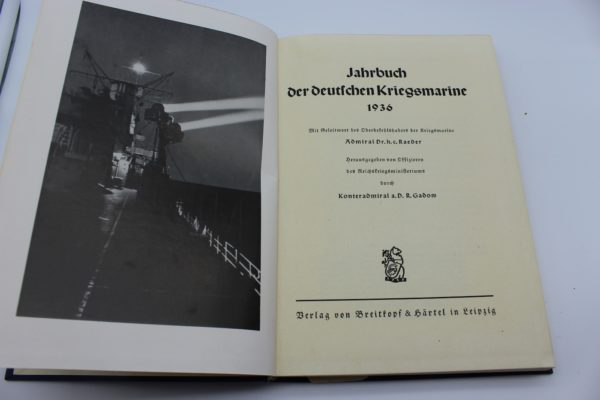 Jahrbuch
der deutschen Kriegsmarine
1936
Mit Geleitwort des Oberbefehlshabers der Kriegsmarine
Admiral Dr. h. c. Raeder
Herausgegeben von Offizieren
des Reichskriegsministeriums
durch
Konteradmiral a. D. R. Gadow
Verlag von Breitkopf & Härtel in Leipzig